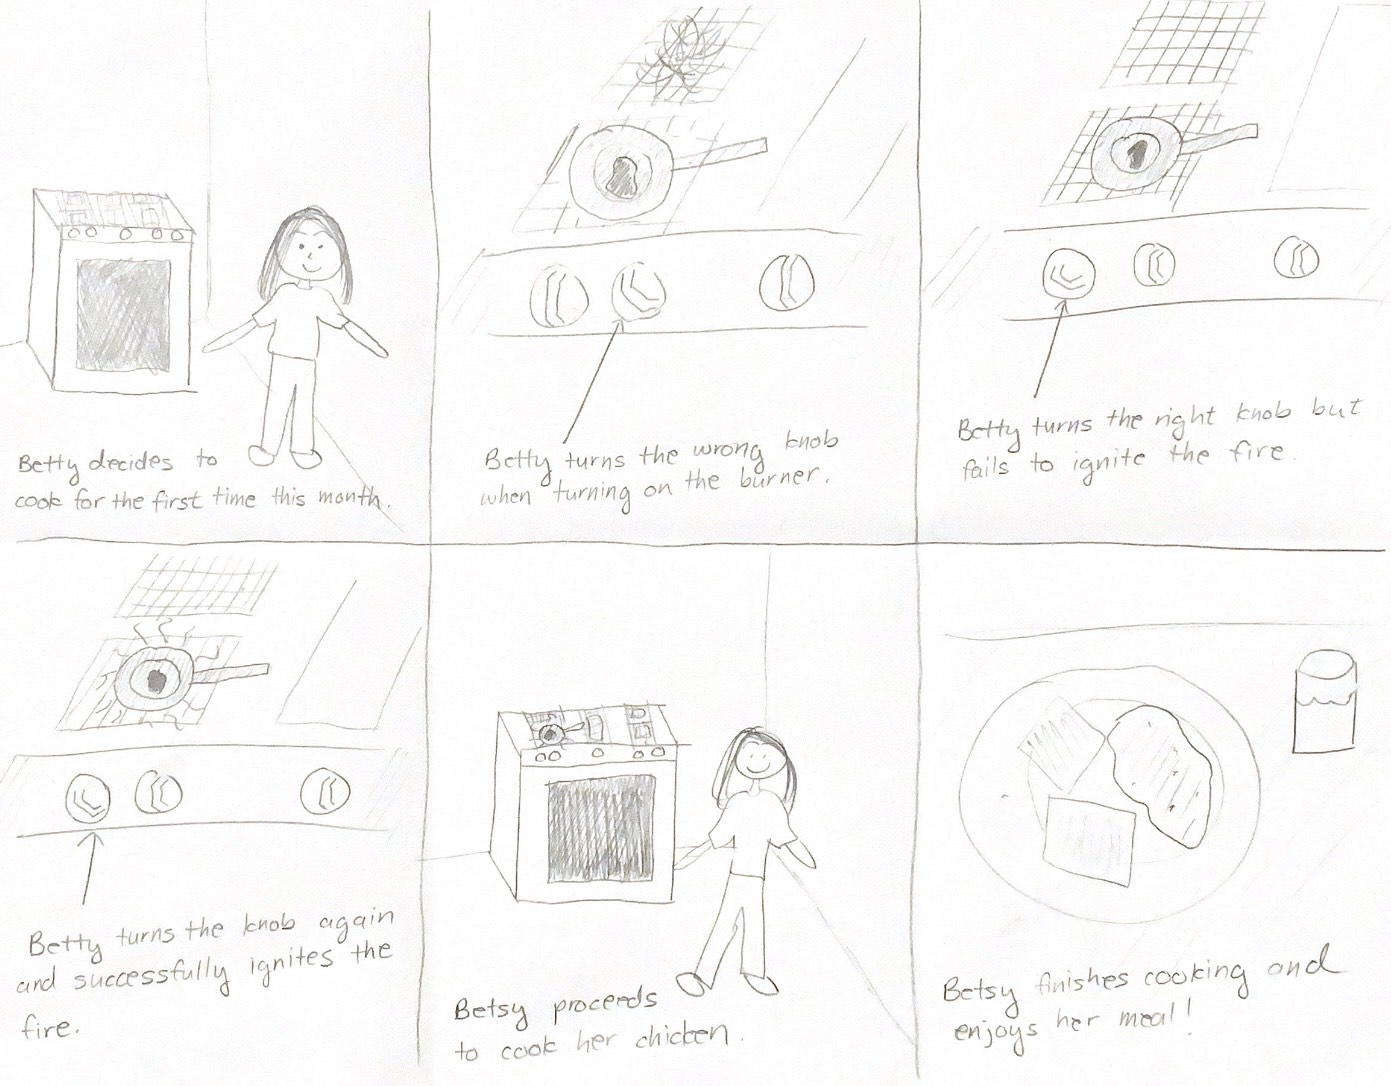 Betty decides to
cook for the first time this month.
Betty turns the wrong knob
when turning on the burner.
Betty turns the right knob but
fails to ignite the fire.
Betty turns the knob again
and successfully ignites the
fire.
Betsy proceeds
to cook her chicken.
Betsy finishes cooking and
enjoys her meal!